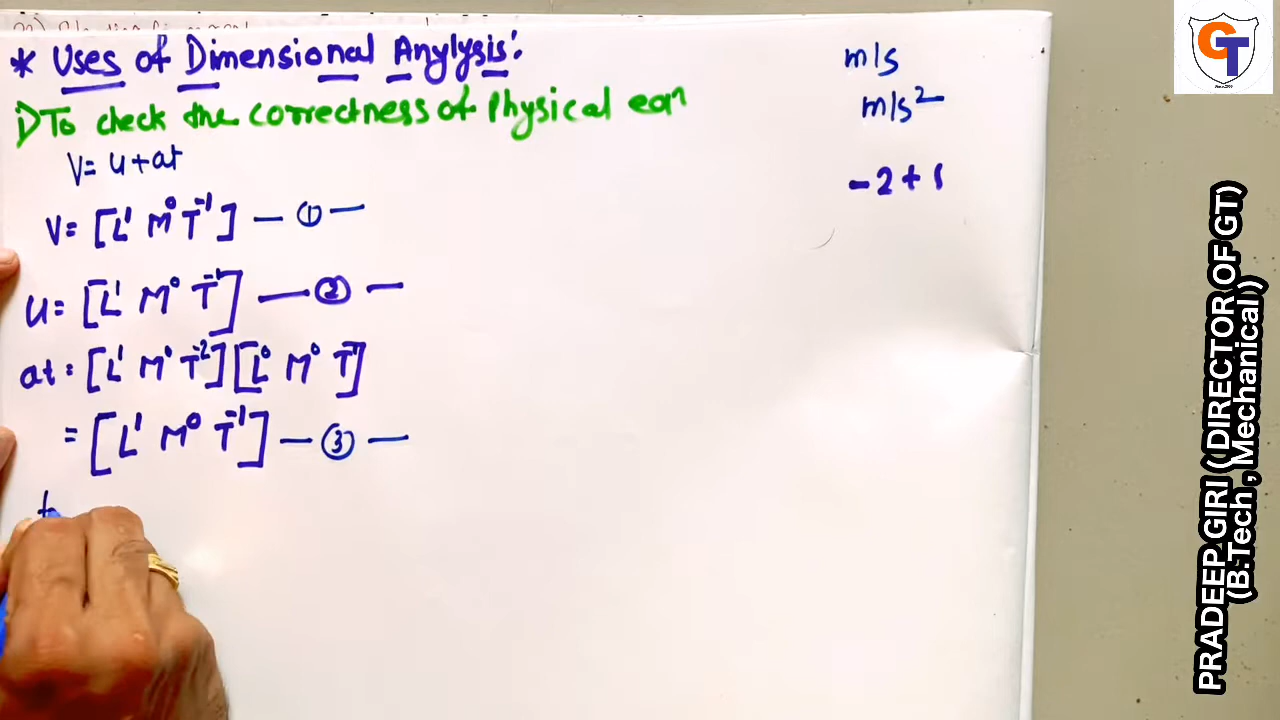 * Uses of Dimensional Anylysis:
1) To check the correctness of Physical eqn
V = u + at
V = [L¹ M⁰ T⁻¹] — ① —
u = [L¹ M⁰ T⁻¹] — ② —
at = [L¹ M⁰ T⁻²] [L⁰ M⁰ T¹]
= [L¹ M⁰ T⁻¹] — ③ —
m/s
m/s²
-2 + 1
GT
PRADEEP GIRI ( DIRECTOR OF GT)
(B.Tech , Mechanical )